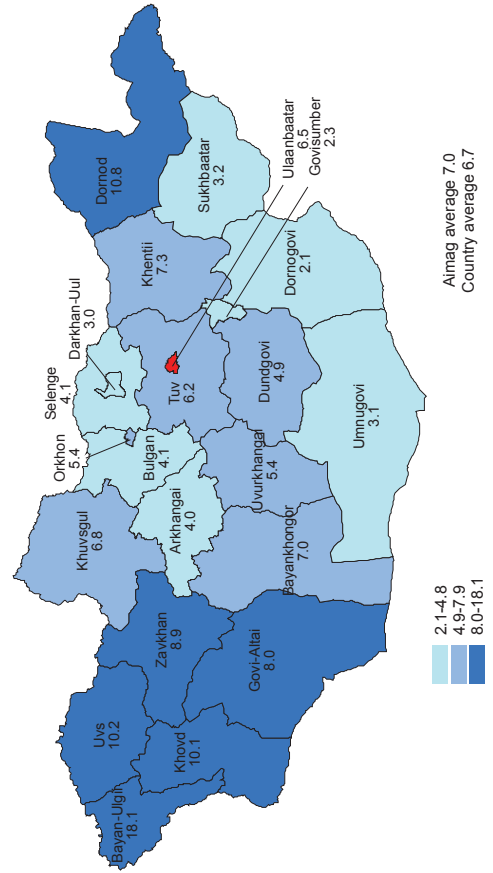 Bayan-Ulgii
18.1
Uvs
10.2
Khovd
10.1
Zavkhan
8.9
Govi-Altai
8.0
Khuvsgul
6.8
Orkhon
5.4
Bulgan
4.1
Arkhangai
4.0
Bayankhongor
7.0
Uvurkhangai
5.4
Selenge
4.1
Darkhan-Uul
3.0
Tuv
6.2
Dundgovi
4.9
Umnugovi
3.1
Khentii
7.3
Dornod
10.8
Sukhbaatar
3.2
Dornogovi
2.1
Ulaanbaatar
6.5
Govisumber
2.3
2.1-4.8
4.9-7.9
8.0-18.1
Aimag average 7.0
Country average 6.7